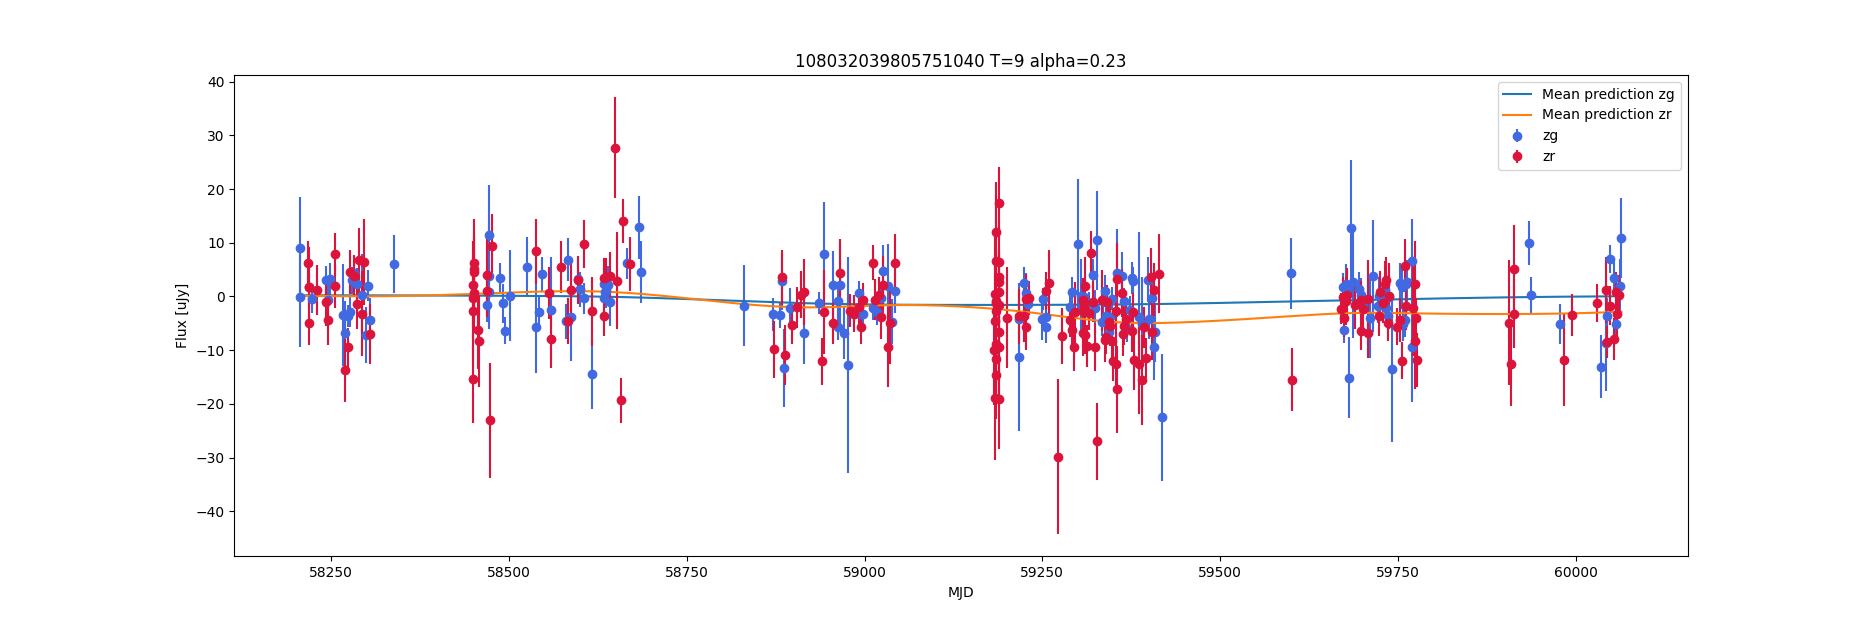 108032039805751040 T=9 alpha=0.23
Mean prediction zg
Mean prediction zr
zg
zr
Flux [uJy]
40
30
20
10
0
−10
−20
−30
−40
58250 58500 58750 59000 59250 59500 59750 60000
MJD